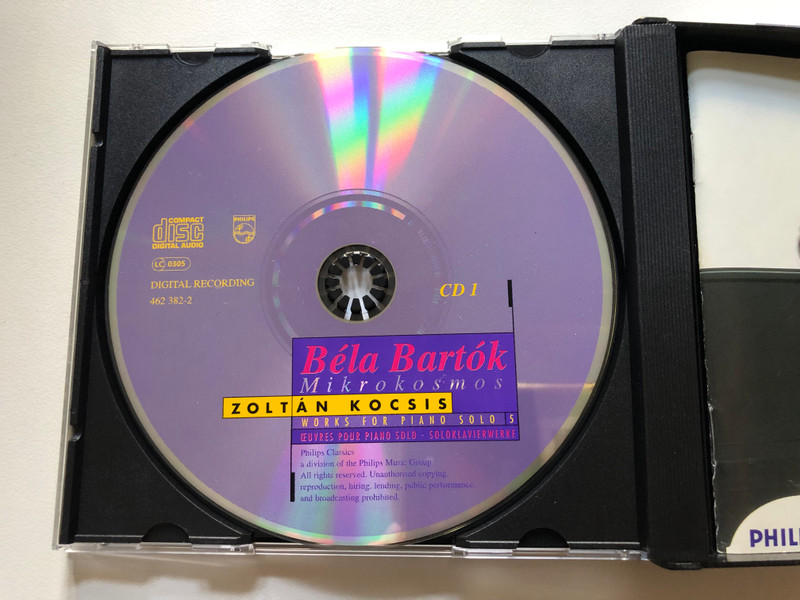 COMPACT
disc
DIGITAL AUDIO
PHILIPS
LC 0305
DIGITAL RECORDING
462 382-2
CD 1
Béla Bartók
Mikrokosmos
ZOLTÁN KOCSIS
WORKS FOR PIANO SOLO 5
ŒUVRES POUR PIANO SOLO · SOLOKLAVIERWERKE
Philips Classics
a division of the Philips Music Group
All rights reserved. Unauthorised copying,
reproduction, hiring, lending, public performance
and broadcasting prohibited.
PHIL